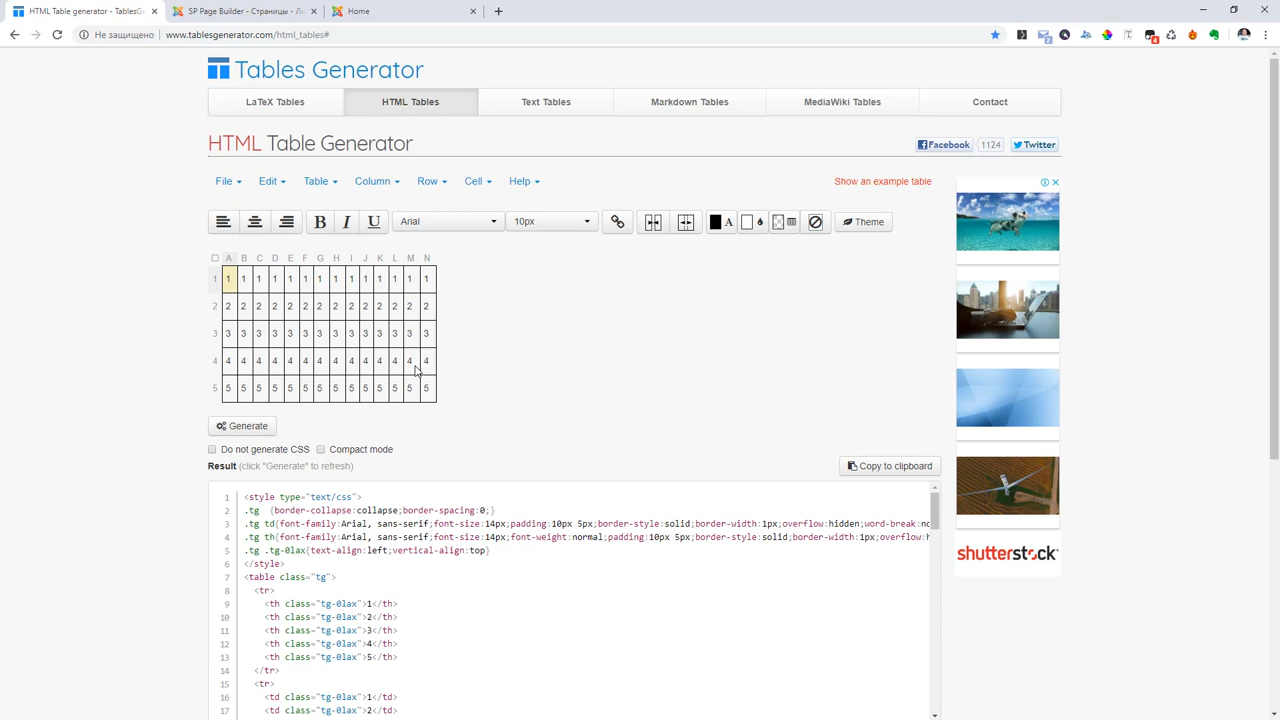 HTML Table generator - TablesGe
SP Page Builder - Страницы - Ли
Home
Не защищено
www.tablesgenerator.com/html_tables#
2
4
Tables Generator
LaTeX Tables
HTML Tables
Text Tables
Markdown Tables
MediaWiki Tables
Contact
HTML Table Generator
Facebook
1124
Twitter
File
Edit
Table
Column
Row
Cell
Help
Show an example table
B
I
U
Arial
10px
A
Theme
A B C D E F G H I J K L M N
1 1 1 1 1 1 1 1 1 1 1 1 1 1 1
2 2 2 2 2 2 2 2 2 2 2 2 2 2 2
3 3 3 3 3 3 3 3 3 3 3 3 3 3 3
4 4 4 4 4 4 4 4 4 4 4 4 4 4 4
5 5 5 5 5 5 5 5 5 5 5 5 5 5 5
Generate
Do not generate CSS
Compact mode
Result (click "Generate" to refresh)
Copy to clipboard
1 <style type="text/css">
2 .tg {border-collapse:collapse;border-spacing:0;}
3 .tg td{font-family:Arial, sans-serif;font-size:14px;padding:10px 5px;border-style:solid;border-width:1px;overflow:hidden;word-break:no
4 .tg th{font-family:Arial, sans-serif;font-size:14px;font-weight:normal;padding:10px 5px;border-style:solid;border-width:1px;overflow:h
5 .tg .tg-0lax{text-align:left;vertical-align:top}
6 </style>
7 <table class="tg">
8 <tr>
9 <th class="tg-0lax">1</th>
10 <th class="tg-0lax">2</th>
11 <th class="tg-0lax">3</th>
12 <th class="tg-0lax">4</th>
13 <th class="tg-0lax">5</th>
14 </tr>
15 <tr>
16 <td class="tg-0lax">1</td>
17 <td class="tg-0lax">2</td>
shutterstock